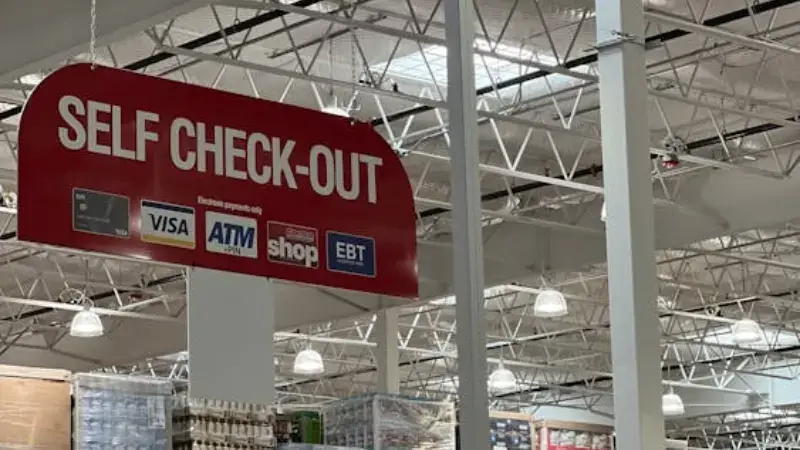 SELF CHECK-OUT
Electronic payments only
VISA
ATM
+PIN
shop
EBT